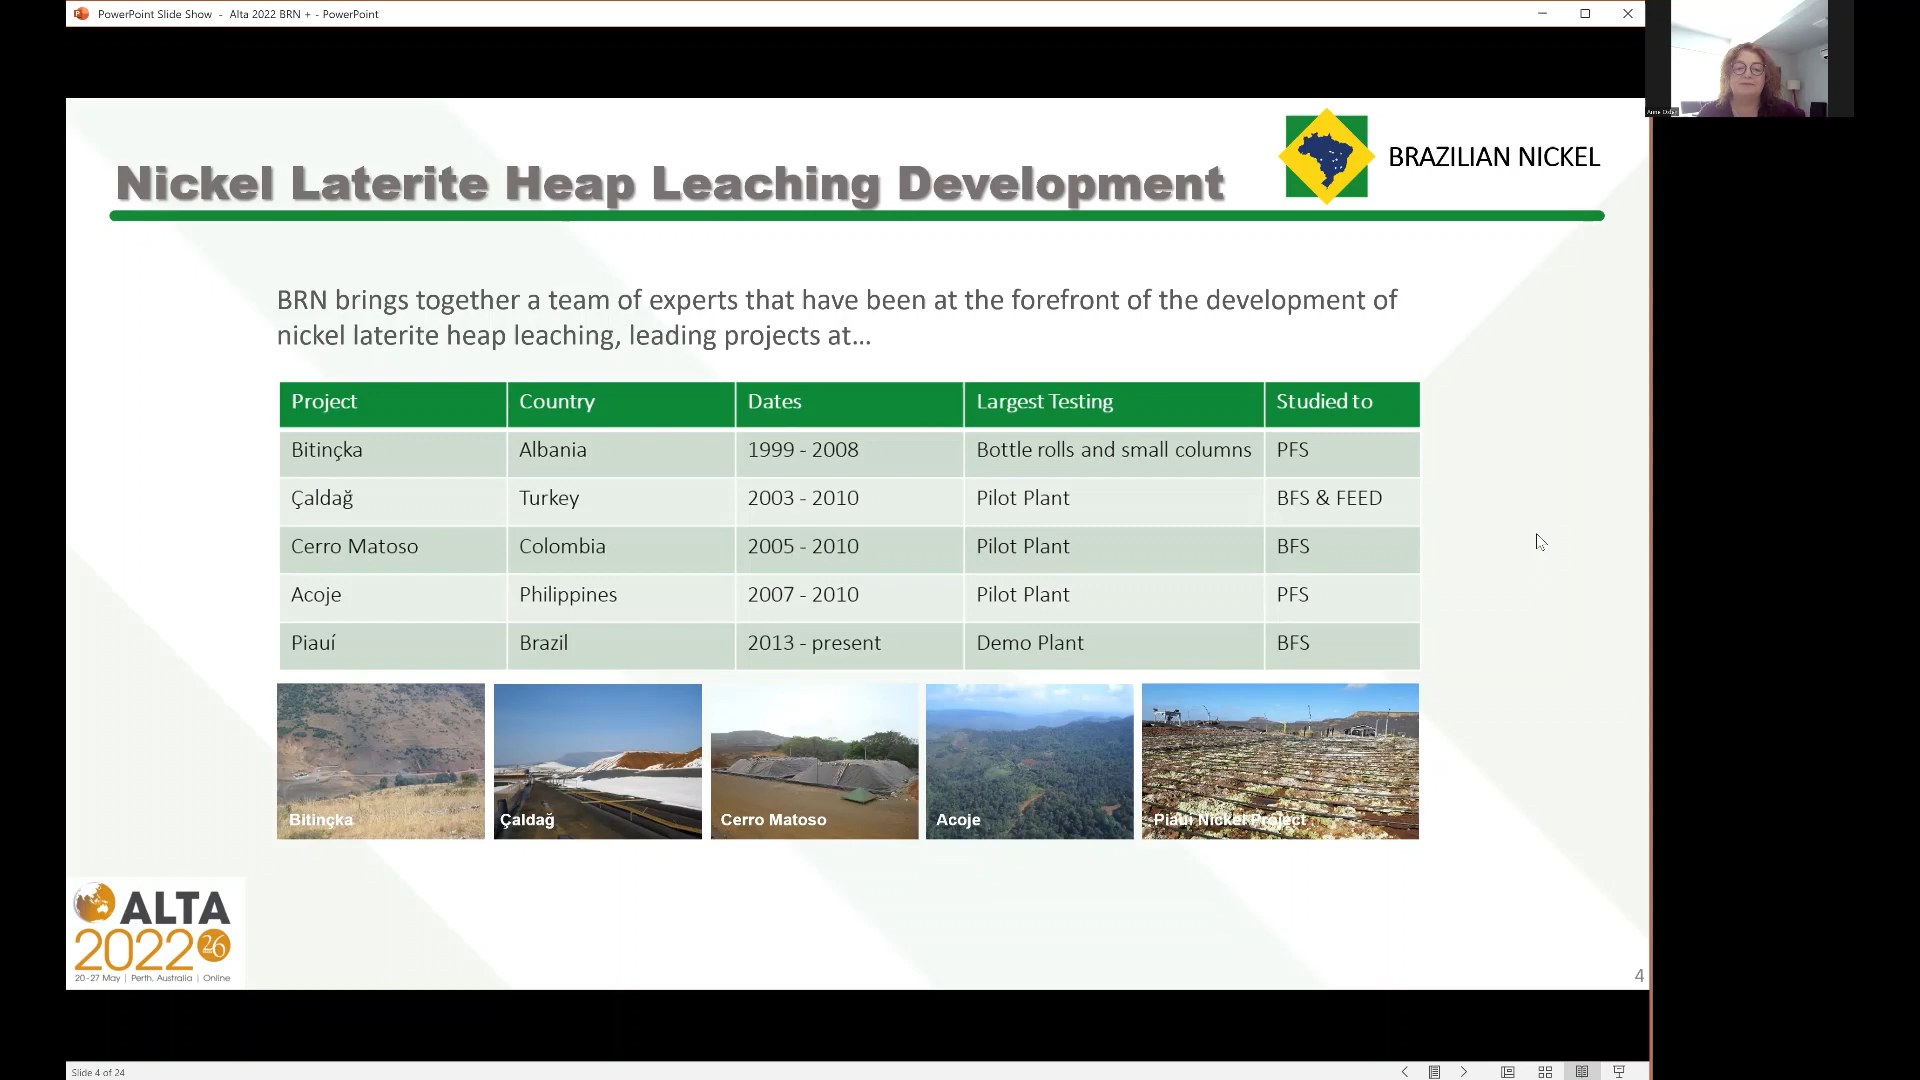 PowerPoint Slide Show - Alta 2022 BRN + - PowerPoint
BRAZILIAN NICKEL
Nickel Laterite Heap Leaching Development
BRN brings together a team of experts that have been at the forefront of the development of
nickel laterite heap leaching, leading projects at...
Project Country Dates Largest Testing Studied to
Bitinçka Albania 1999 - 2008 Bottle rolls and small columns PFS
Çaldağ Turkey 2003 - 2010 Pilot Plant BFS & FEED
Cerro Matoso Colombia 2005 - 2010 Pilot Plant BFS
Acoje Philippines 2007 - 2010 Pilot Plant PFS
Piauí Brazil 2013 - present Demo Plant BFS
Bitinçka Çaldağ Cerro Matoso Acoje Piauí Nickel Project
ALTA
2022 26
20-27 May | Perth, Australia | Online
4
Slide 4 of 24